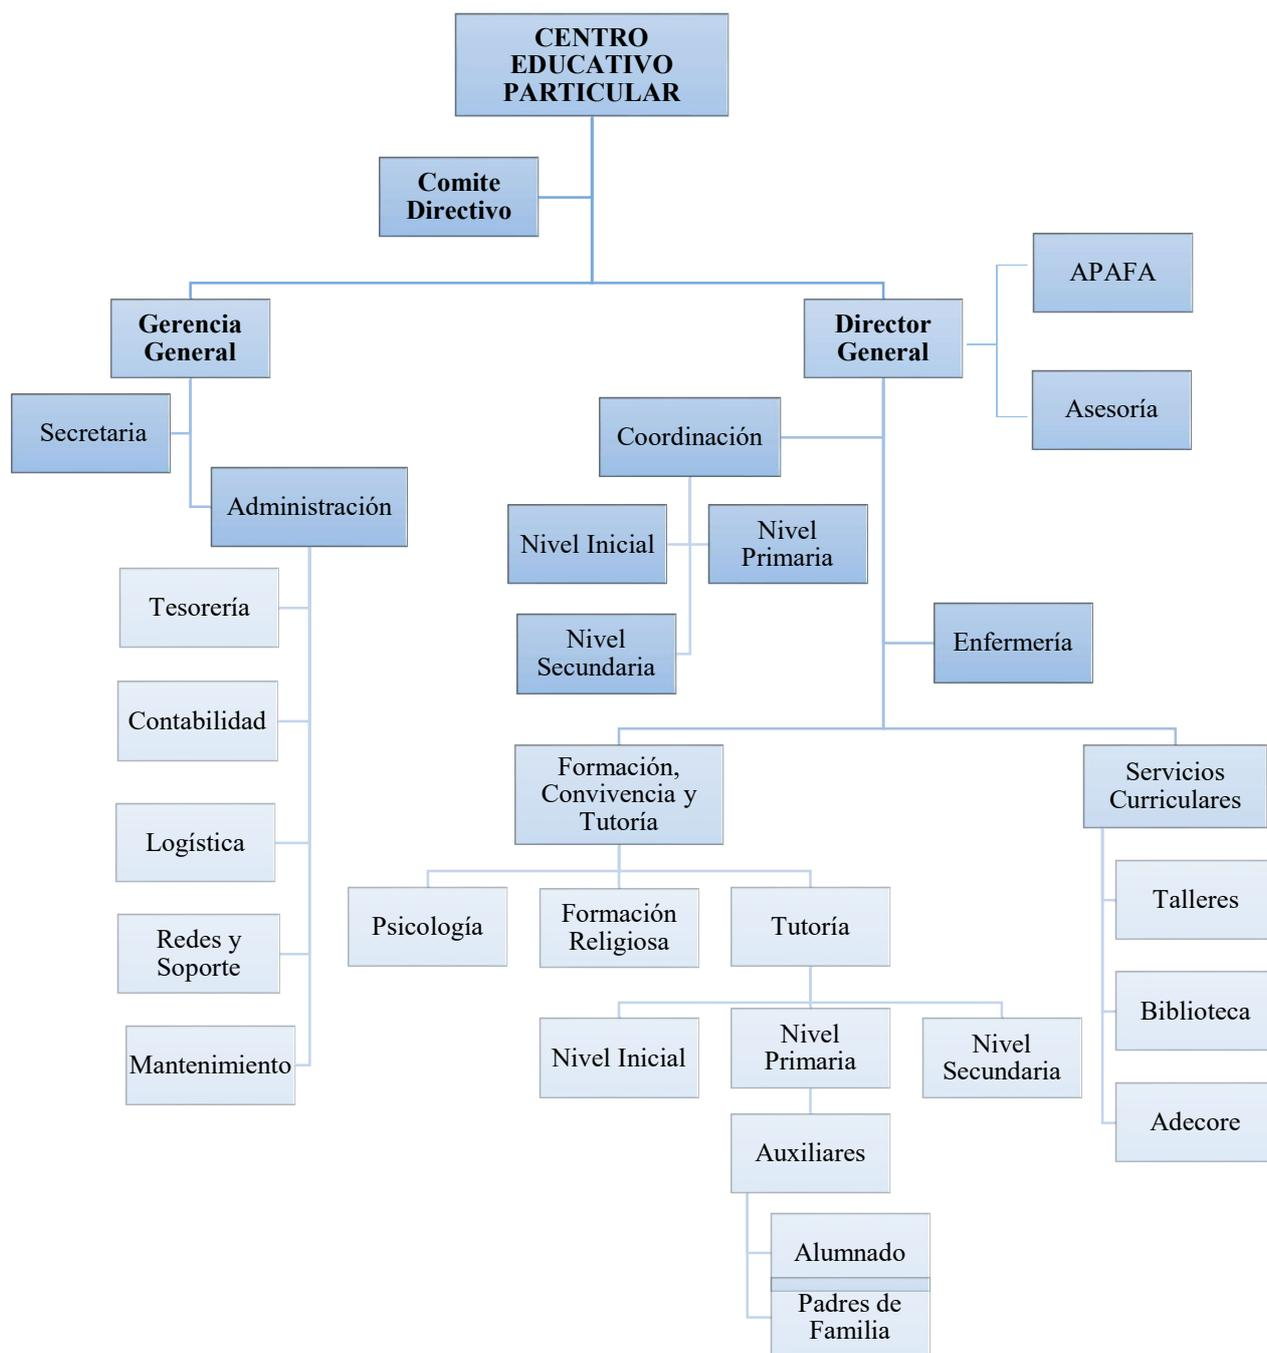 CENTRO
EDUCATIVO
PARTICULAR
Comite
Directivo
Gerencia
General
Director
General
APAFA
Asesoría
Secretaria
Administración
Coordinación
Nivel Inicial
Nivel
Primaria
Nivel
Secundaria
Enfermería
Tesorería
Contabilidad
Logística
Redes y
Soporte
Mantenimiento
Formación,
Convivencia y
Tutoría
Servicios
Curriculares
Psicología
Formación
Religiosa
Tutoría
Nivel Inicial
Nivel
Primaria
Nivel
Secundaria
Auxiliares
Alumnado
Padres de
Familia
Talleres
Biblioteca
Adecore